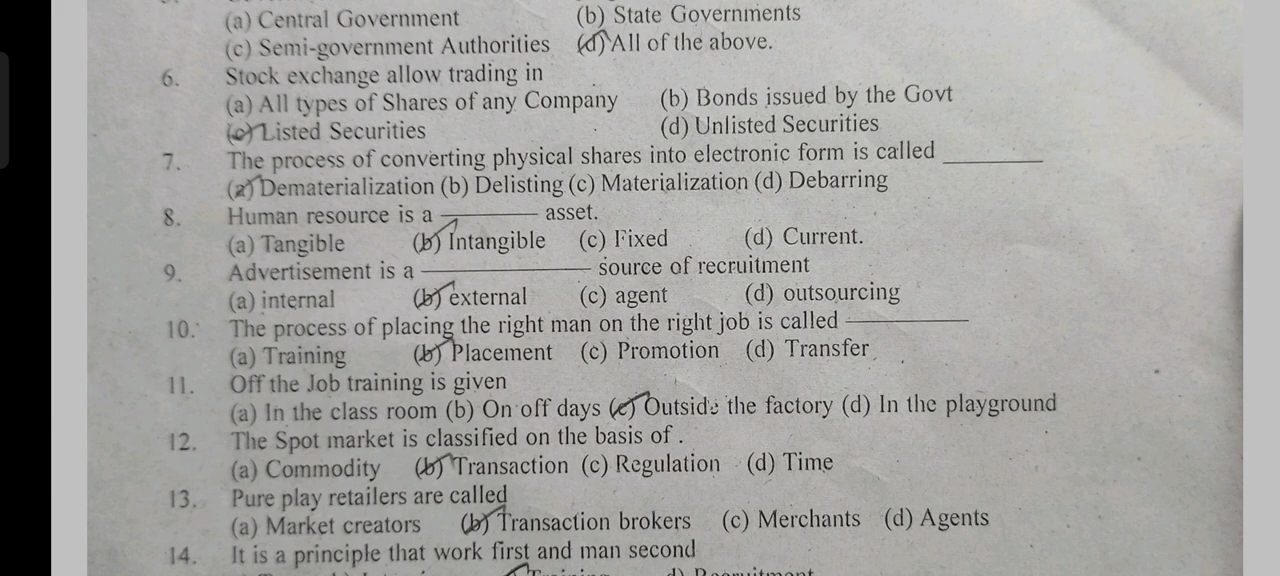 (a) Central Government (b) State Governments
(c) Semi-government Authorities (d) All of the above.
6. Stock exchange allow trading in
(a) All types of Shares of any Company (b) Bonds issued by the Govt
(c) Listed Securities (d) Unlisted Securities
7. The process of converting physical shares into electronic form is called __________
(a) Dematerialization (b) Delisting (c) Materialization (d) Debarring
8. Human resource is a __________ asset.
(a) Tangible (b) Intangible (c) Fixed (d) Current.
9. Advertisement is a __________ source of recruitment
(a) internal (b) external (c) agent (d) outsourcing
10. The process of placing the right man on the right job is called __________
(a) Training (b) Placement (c) Promotion (d) Transfer
11. Off the Job training is given
(a) In the class room (b) On off days (c) Outside the factory (d) In the playground
12. The Spot market is classified on the basis of .
(a) Commodity (b) Transaction (c) Regulation (d) Time
13. Pure play retailers are called
(a) Market creators (b) Transaction brokers (c) Merchants (d) Agents
14. It is a principle that work first and man second
Training d) Recruitment